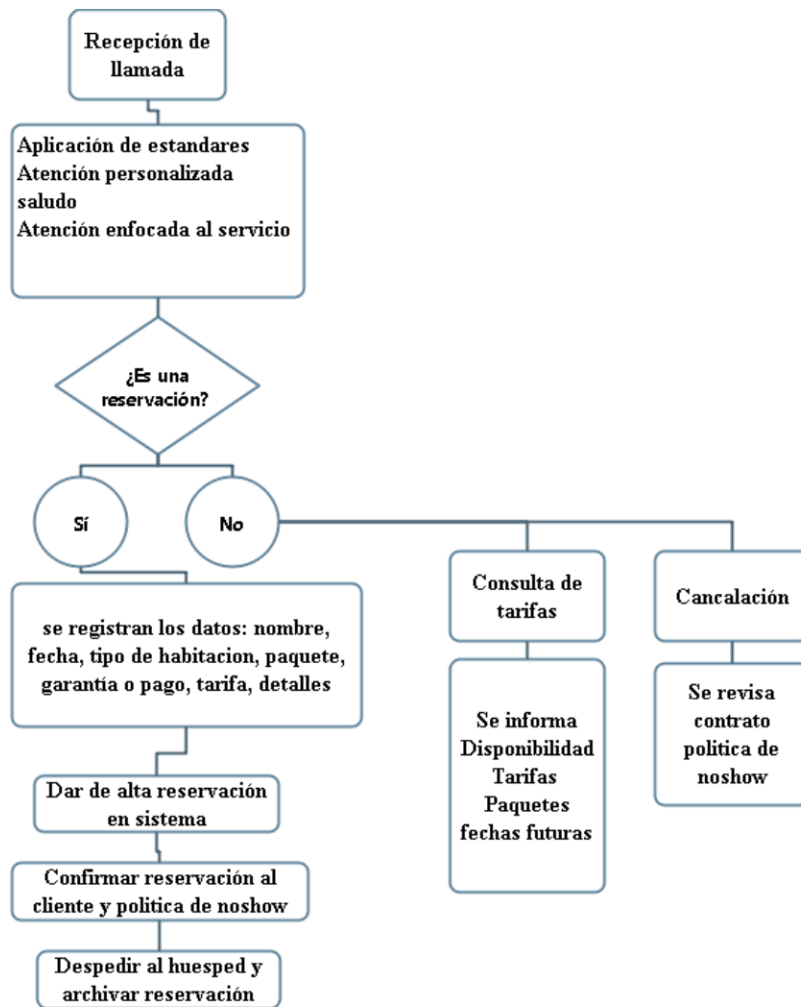 Recepción de
llamada
Aplicación de estandares
Atención personalizada
saludo
Atención enfocada al servicio
¿Es una
reservación?
Sí
No
se registran los datos: nombre,
fecha, tipo de habitacion, paquete,
garantía o pago, tarifa, detalles
Dar de alta reservación
en sistema
Confirmar reservación al
cliente y politica de noshow
Despedir al huesped y
archivar reservación
Consulta de
tarifas
Se informa
Disponibilidad
Tarifas
Paquetes
fechas futuras
Cancalación
Se revisa
contrato
politica de
noshow